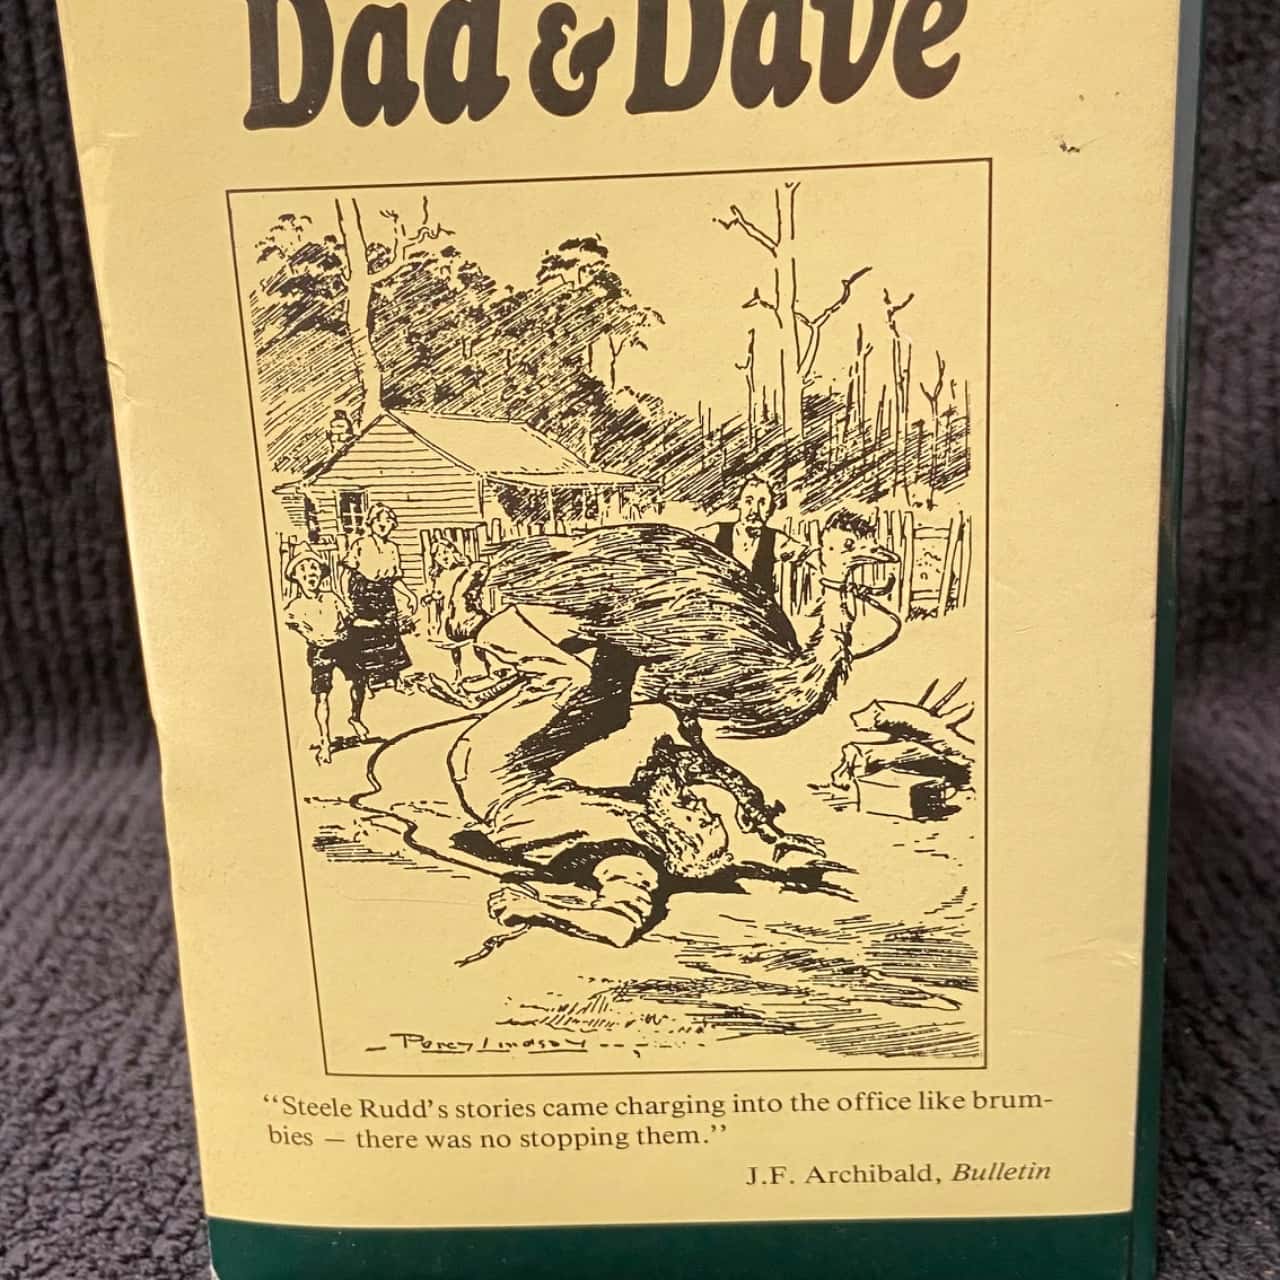 Dad & Dave
Percy Lindsay
“Steele Rudd’s stories came charging into the office like brum-
bies — there was no stopping them.”
J.F. Archibald, Bulletin